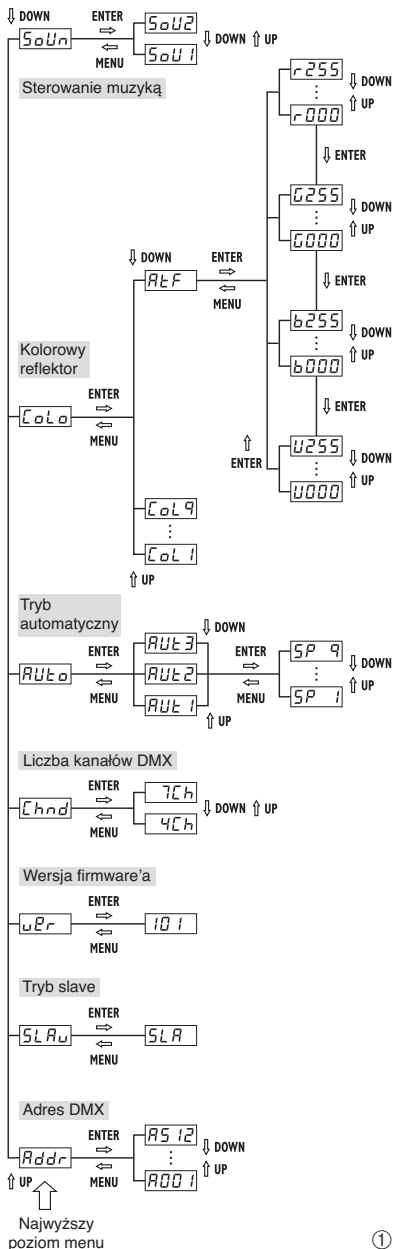 DOWN
SoUn
ENTER
MENU
SoU2
SoU1
DOWN UP
Sterowanie muzyką
r255
⋮
r000
DOWN
UP
ENTER
G255
⋮
G000
DOWN
UP
ENTER
b255
⋮
b000
DOWN
UP
ENTER
U255
⋮
U000
DOWN
UP
ENTER
DOWN
AtF
ENTER
MENU
Kolorowy
reflektor
CoLo
ENTER
MENU
CoL9
⋮
CoL1
UP
Tryb
automatyczny
AUto
ENTER
MENU
AUt3
AUt2
AUt1
DOWN
UP
ENTER
MENU
SP 9
⋮
SP 1
DOWN
UP
Liczba kanałów DMX
Chnd
ENTER
MENU
7Ch
4Ch
DOWN UP
Wersja firmware'a
vEr
ENTER
MENU
101
Tryb slave
SLAv
ENTER
MENU
SLA
Adres DMX
Addr
ENTER
MENU
A512
⋮
A001
DOWN
UP
UP
Najwyższy
poziom menu
①